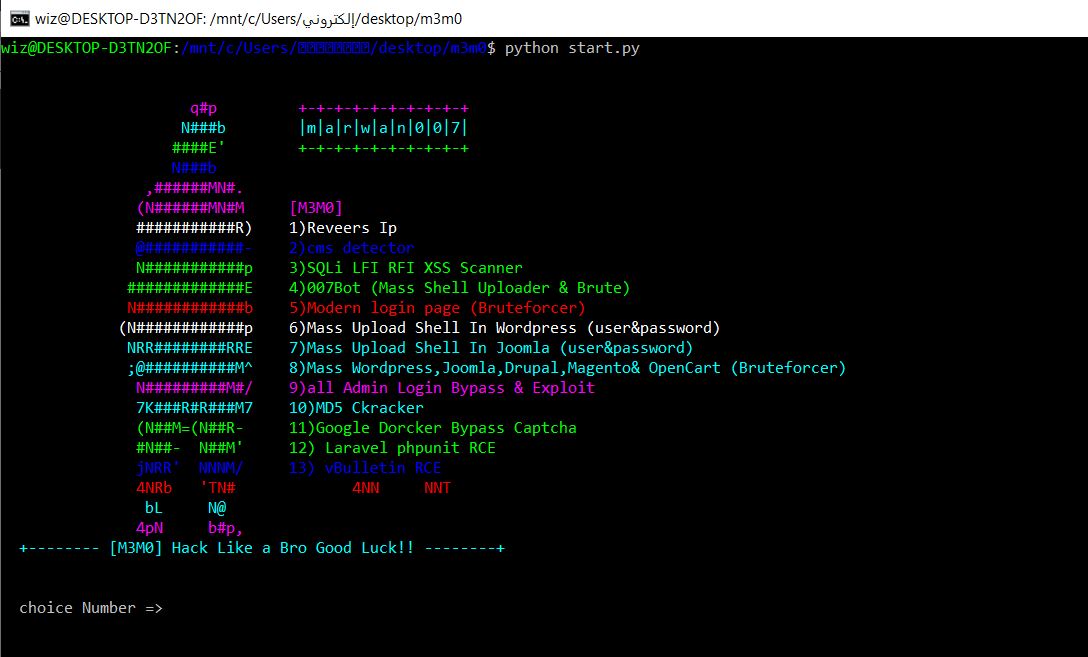 wiz@DESKTOP-D3TN2OF: /mnt/c/Users/إلكتروني/desktop/m3m0
wiz@DESKTOP-D3TN2OF:/mnt/c/Users//desktop/m3m0$ python start.py
q#p +-+-+-+-+-+-+-+-+-+
N###b |m|a|r|w|a|n|0|0|7|
####E' +-+-+-+-+-+-+-+-+-+
N###b
,######MN#.
(N######MN#M [M3M0]
###########R) 1)Reveers Ip
@###########- 2)cms detector
N###########p 3)SQLi LFI RFI XSS Scanner
#############E 4)007Bot (Mass Shell Uploader & Brute)
N############b 5)Modern login page (Bruteforcer)
(N############p 6)Mass Upload Shell In Wordpress (user&password)
NRR########RRE 7)Mass Upload Shell In Joomla (user&password)
;@##########M^ 8)Mass Wordpress,Joomla,Drupal,Magento& OpenCart (Bruteforcer)
N#########M#/ 9)all Admin Login Bypass & Exploit
7K###R#R###M7 10)MD5 Ckracker
(N##M=(N##R- 11)Google Dorcker Bypass Captcha
#N##- N##M' 12) Laravel phpunit RCE
jNRR' NNNM/ 13) vBulletin RCE
4NRb 'TN# 4NN NNT
bL N@
4pN b#p,
+-------- [M3M0] Hack Like a Bro Good Luck!! --------+
choice Number =>